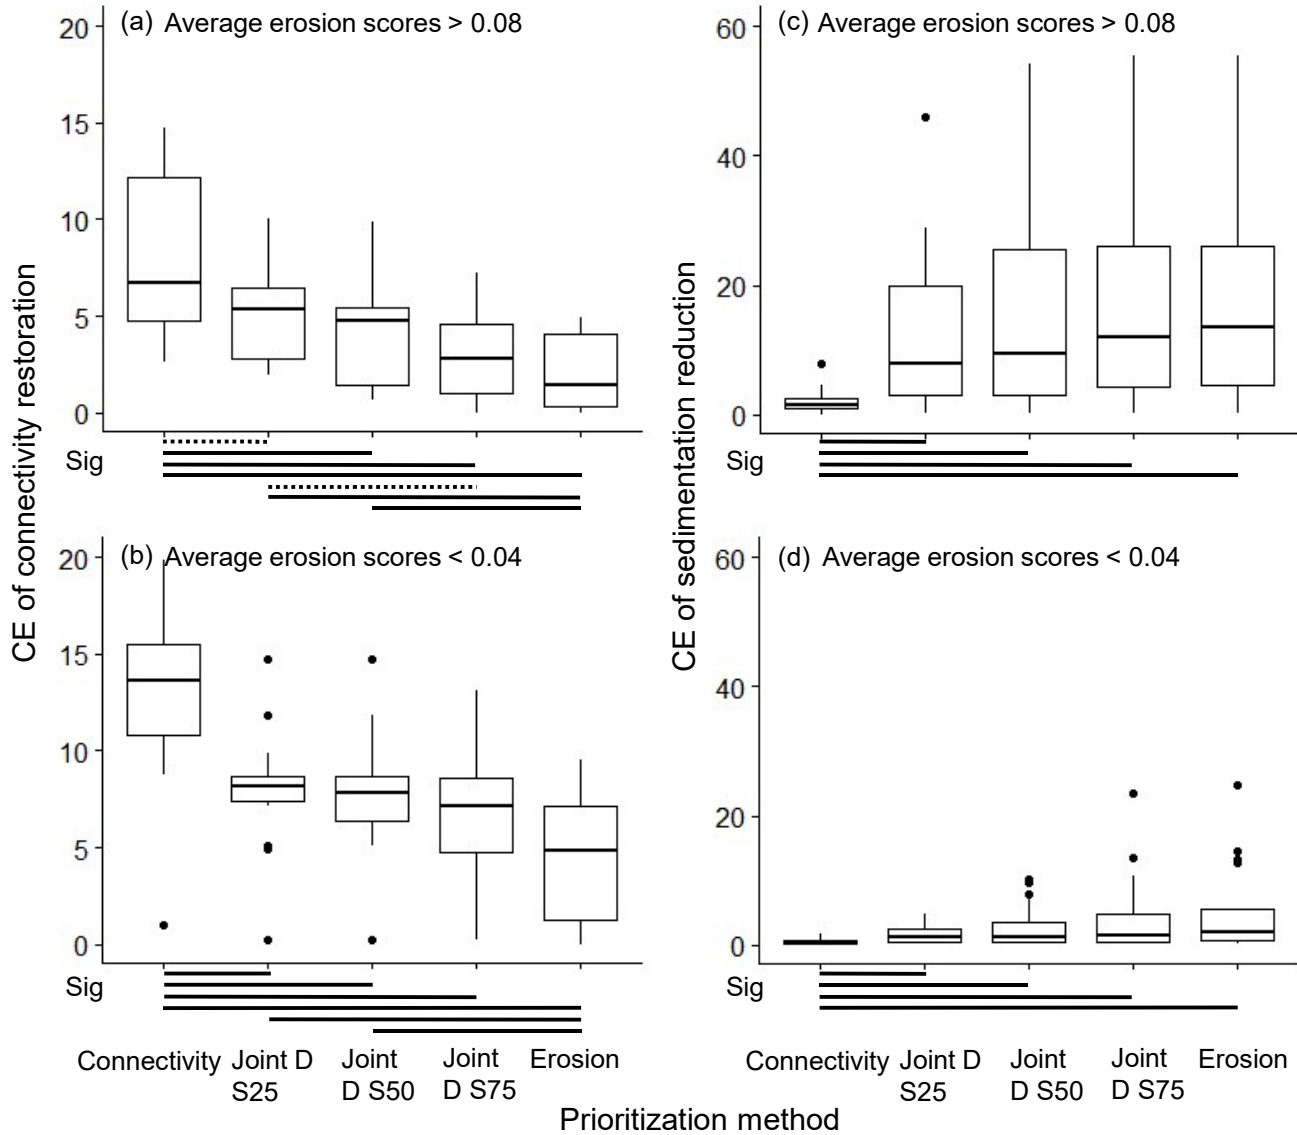 (a) Average erosion scores > 0.08
20
15
10
5
0
Sig
(c) Average erosion scores > 0.08
60
40
20
0
Sig
CE of connectivity restoration
CE of sedimentation reduction
(b) Average erosion scores < 0.04
20
15
10
5
0
Sig
(d) Average erosion scores < 0.04
60
40
20
0
Sig
Connectivity
Joint D
S25
Joint
D S50
Joint
D S75
Erosion
Connectivity
Joint D
S25
Joint
D S50
Joint
D S75
Erosion
Prioritization method